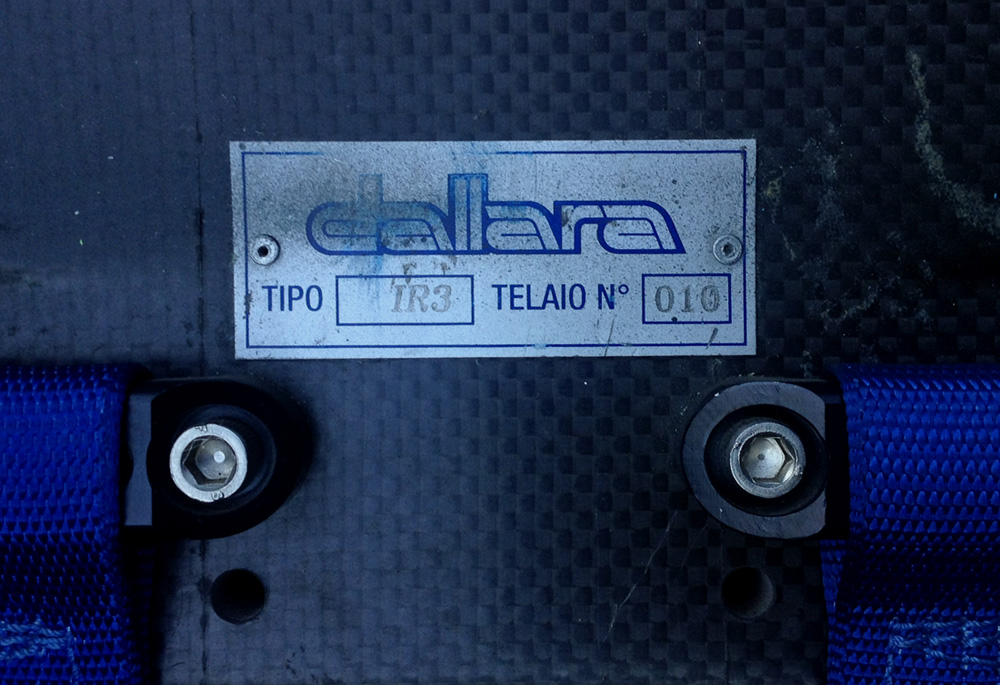 dallara
TIPO IR3 TELAIO N° 010